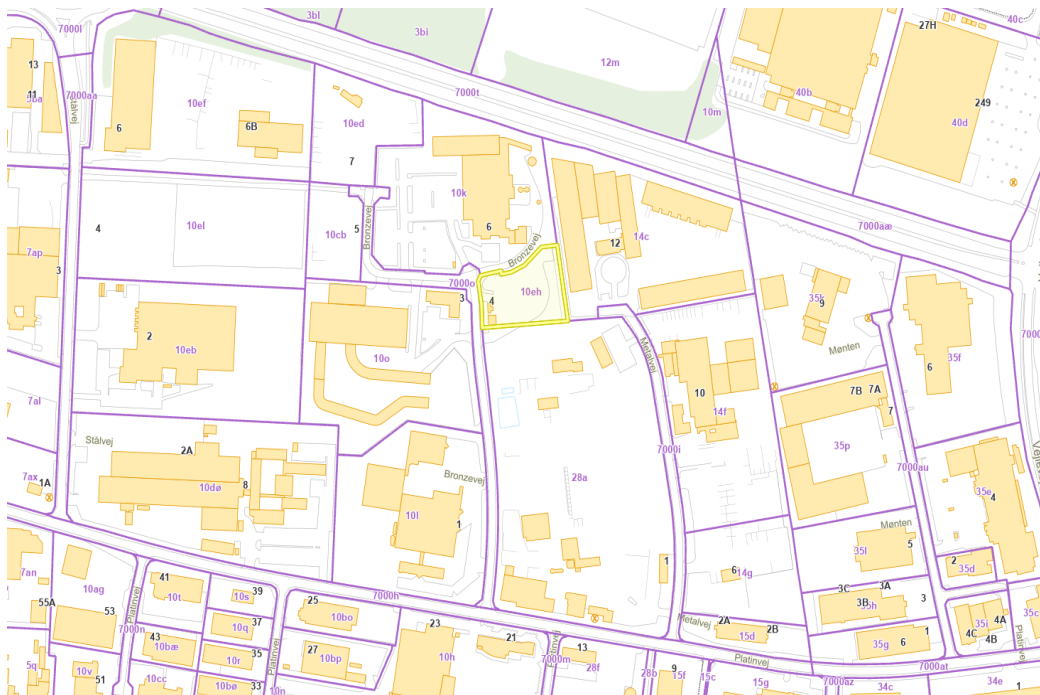 3bl
40c
7000l
27H
3bi
12m
13
7000t
40b
11
7000aa
10ef
249
Stålvej
10ed
10m
40d
6
6B
7
10k
4
10el
10cb
5
Bronzevej
6
14c
12
7000aæ
7ap
Bronzevej
3
7000o
10eh
35k
9
3
4
2
10eb
10o
Metalvej
Mønten
35f
6
7al
10
7B
7A
14f
7
Stålvej
2A
35p
7000i
7000au
7ax
1A
8
Bronzevej
28a
35e
10dø
4
10l
1
Mønten
5
35l
7an
1
2
35d
6
14g
41
3C
3A
10ag
10t
10s
39
7000h
25
3B
35h
3
55A
53
10bo
Metalvej
2A
4A
35c
Platinvej
37
23
15d
2B
35i
10q
21
4C
4B
7000n
43
1
10bæ
35
27
13
35g
6
10r
Platinvej
10bp
10h
Platinvej
Platinvej
Platinvej
5q
10v
7000m
28f
9
7000at
51
10cc
10bø
33
10n
28b
15f
15c
15g
7000az
34c
34e
1